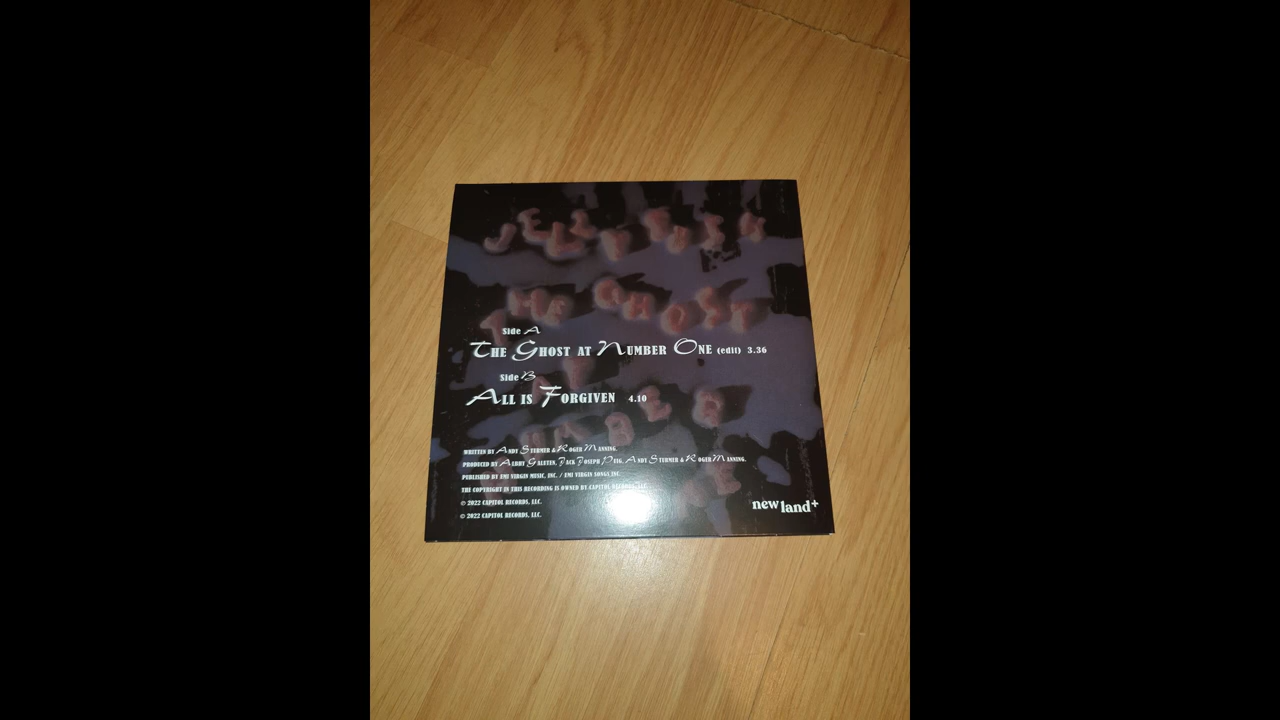 JELLYFISH
THE GHOST
Side A
THE GHOST AT NUMBER ONE (edit) 3.36
Side B
ALL IS FORGIVEN 4.10
WRITTEN BY ANDY STURMER & ROGER MANNING.
PRODUCED BY ALBHY GALUTEN, JACK JOSEPH PUIG, ANDY STURMER & ROGER MANNING.
PUBLISHED BY EMI VIRGIN MUSIC, INC. / EMI VIRGIN SONGS, INC.
THE COPYRIGHT IN THIS RECORDING IS OWNED BY CAPITOL RECORDS, LLC.
© 2022 CAPITOL RECORDS, LLC.
© 2022 CAPITOL RECORDS, LLC.
new land+